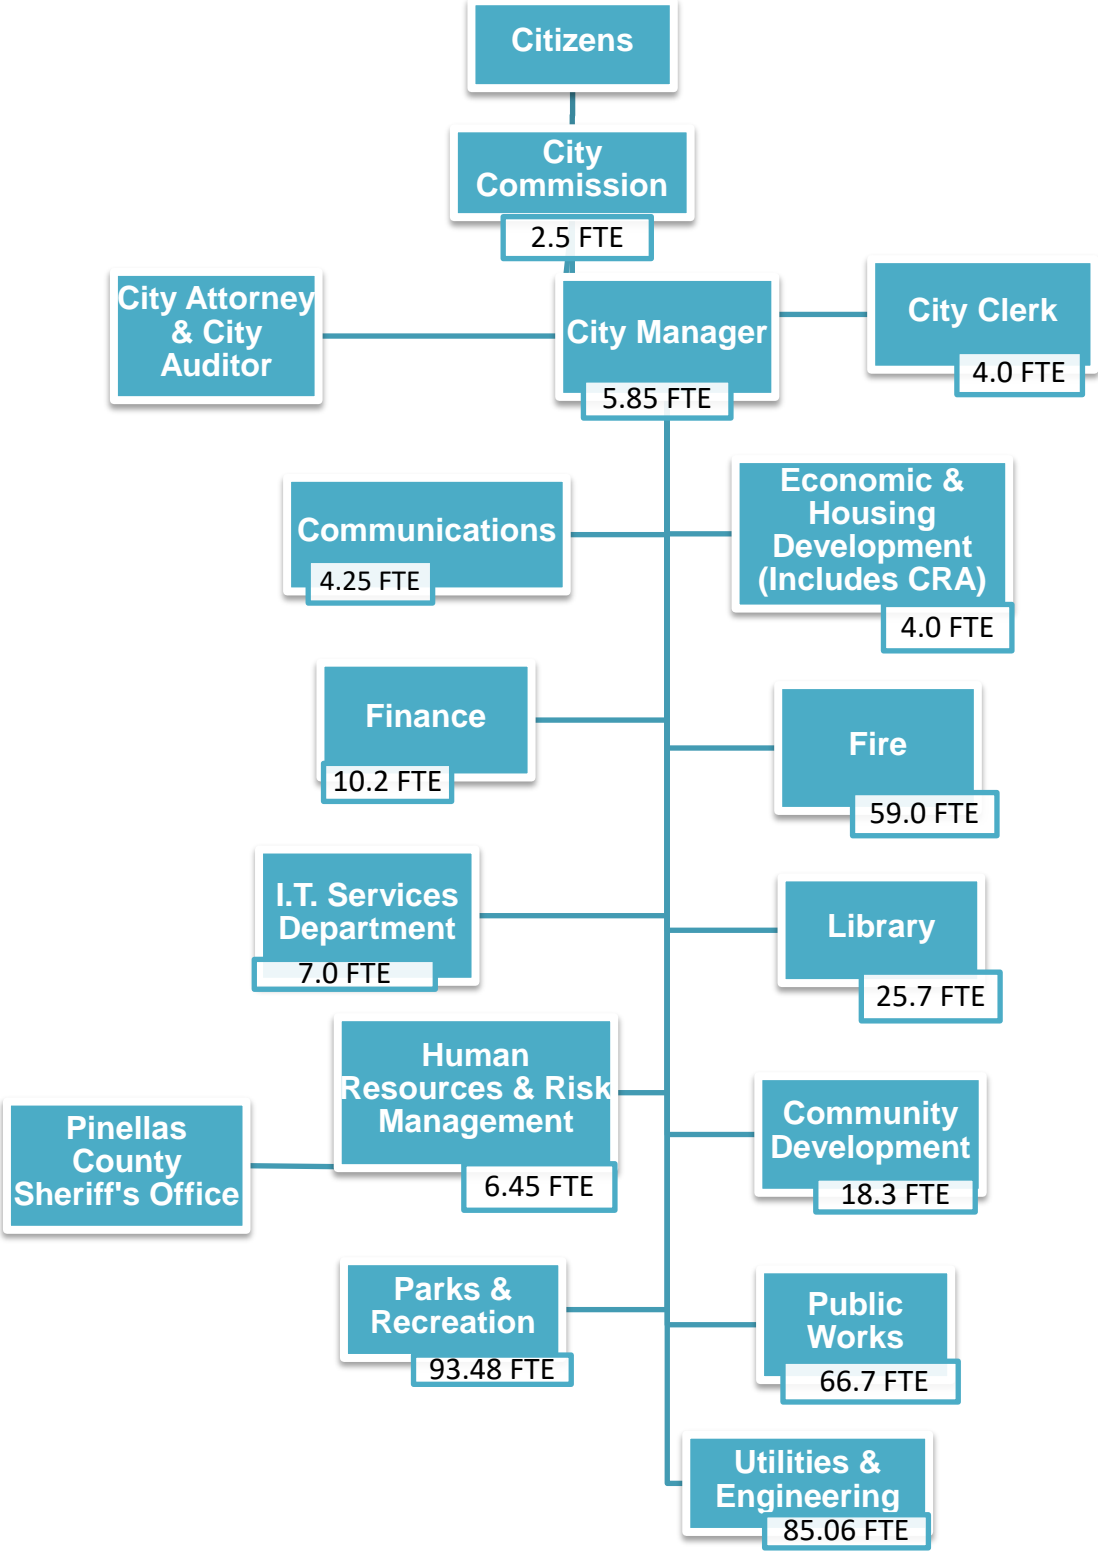 Citizens
City
Commission
2.5 FTE
City Attorney
& City
Auditor
City Manager
5.85 FTE
City Clerk
4.0 FTE
Communications
4.25 FTE
Economic &
Housing
Development
(Includes CRA)
4.0 FTE
Finance
10.2 FTE
Fire
59.0 FTE
I.T. Services
Department
7.0 FTE
Library
25.7 FTE
Human
Resources & Risk
Management
6.45 FTE
Pinellas
County
Sheriff's Office
Community
Development
18.3 FTE
Parks &
Recreation
93.48 FTE
Public
Works
66.7 FTE
Utilities &
Engineering
85.06 FTE